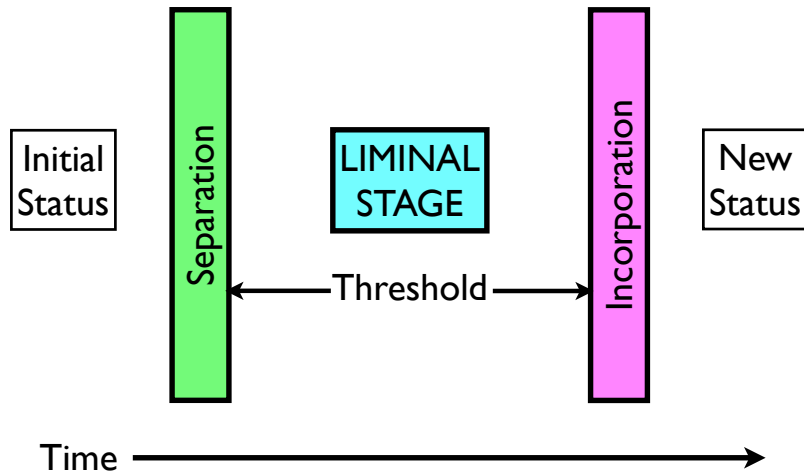 Initial
Status
Separation
LIMINAL
STAGE
Threshold
Incorporation
New
Status
Time